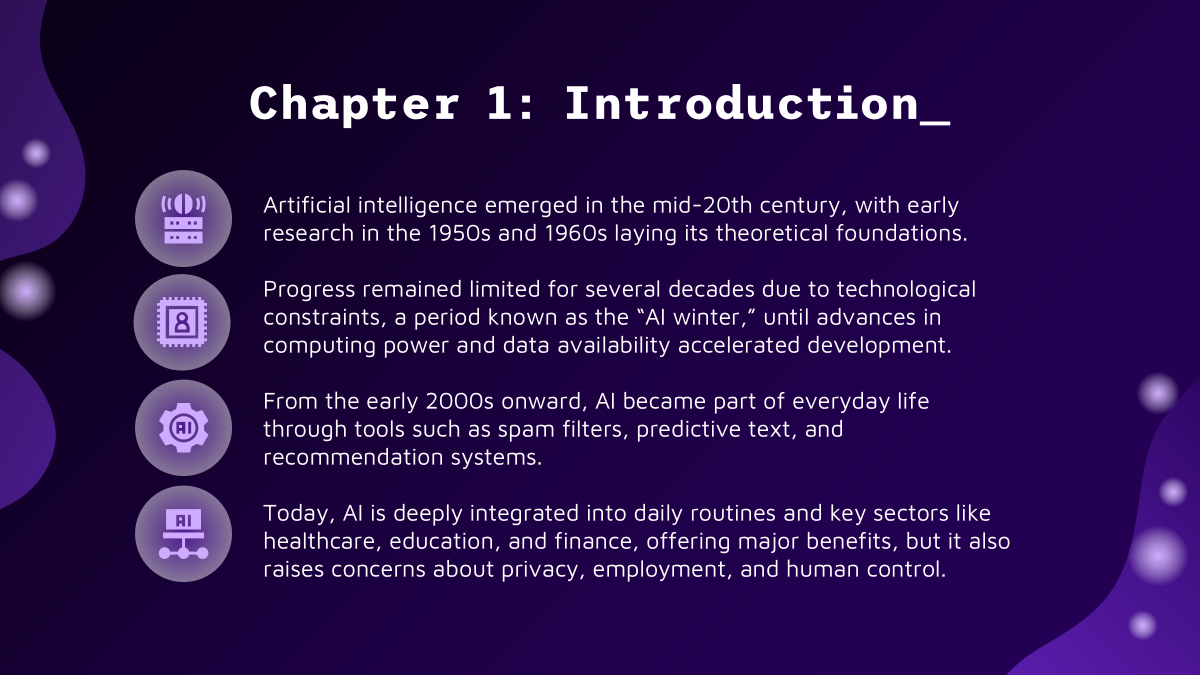 Chapter 1: Introduction_
Artificial intelligence emerged in the mid-20th century, with early
research in the 1950s and 1960s laying its theoretical foundations.
Progress remained limited for several decades due to technological
constraints, a period known as the “AI winter,” until advances in
computing power and data availability accelerated development.
From the early 2000s onward, AI became part of everyday life
through tools such as spam filters, predictive text, and
recommendation systems.
AI
Today, AI is deeply integrated into daily routines and key sectors like
healthcare, education, and finance, offering major benefits, but it also
raises concerns about privacy, employment, and human control.
AI